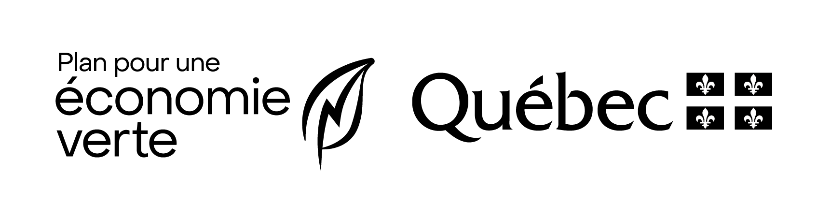 Plan pour une
économie
verte
Québec